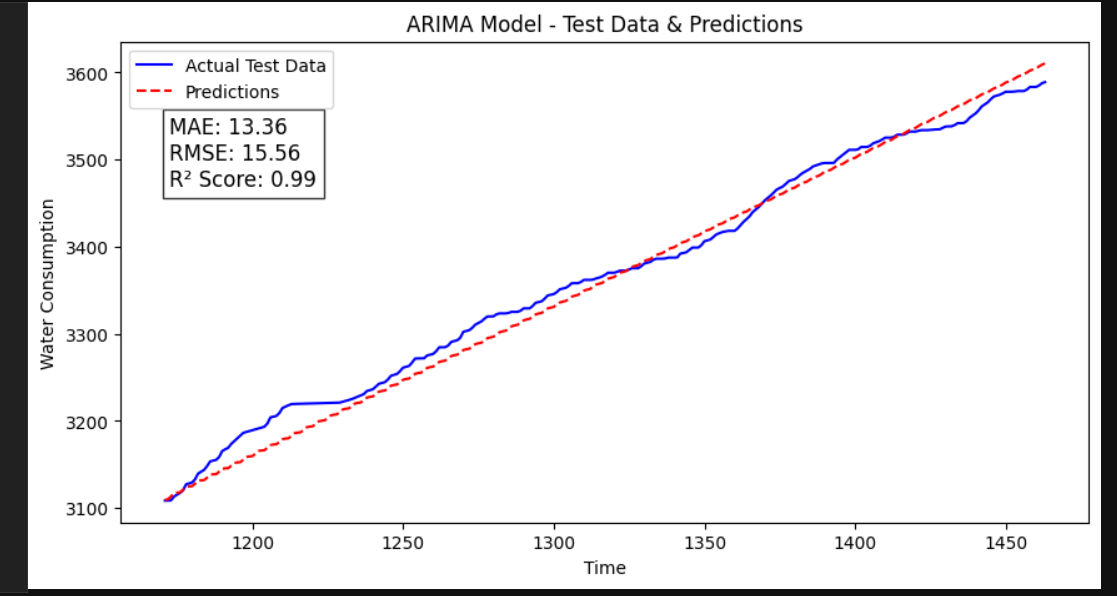 ARIMA Model - Test Data & Predictions
Actual Test Data
Predictions
MAE: 13.36
RMSE: 15.56
R² Score: 0.99
Water Consumption
3600
3500
3400
3300
3200
3100
1200 1250 1300 1350 1400 1450
Time